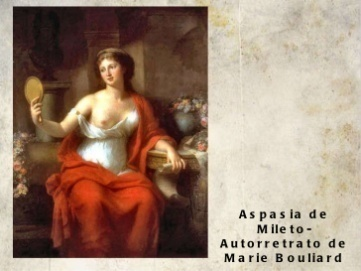 Aspasia de
Mileto-
Autorretrato de
Marie Bouliard